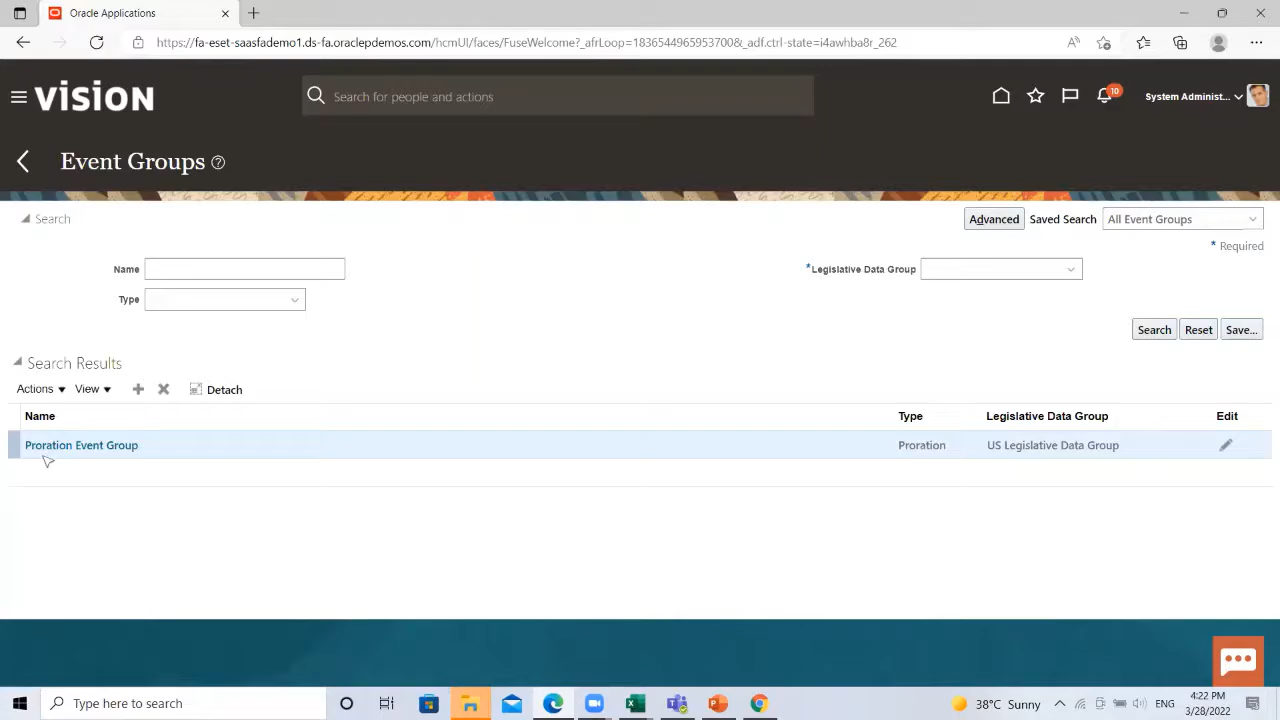 Oracle Applications
https://fa-eset-saasfademo1.ds-fa.oraclepdemos.com/hcmUI/faces/FuseWelcome?_afrLoop=1836544965953700&_adf.ctrl-state=i4awhba8r_262
VISION
Search for people and actions
10
System Administ...
Event Groups
Search
Advanced Saved Search All Event Groups
* Required
Name
*Legislative Data Group
Type
Search Reset Save...
Search Results
Actions View Detach
Name Type Legislative Data Group Edit
Proration Event Group Proration US Legislative Data Group
Type here to search
38°C Sunny
ENG
4:22 PM
3/28/2022